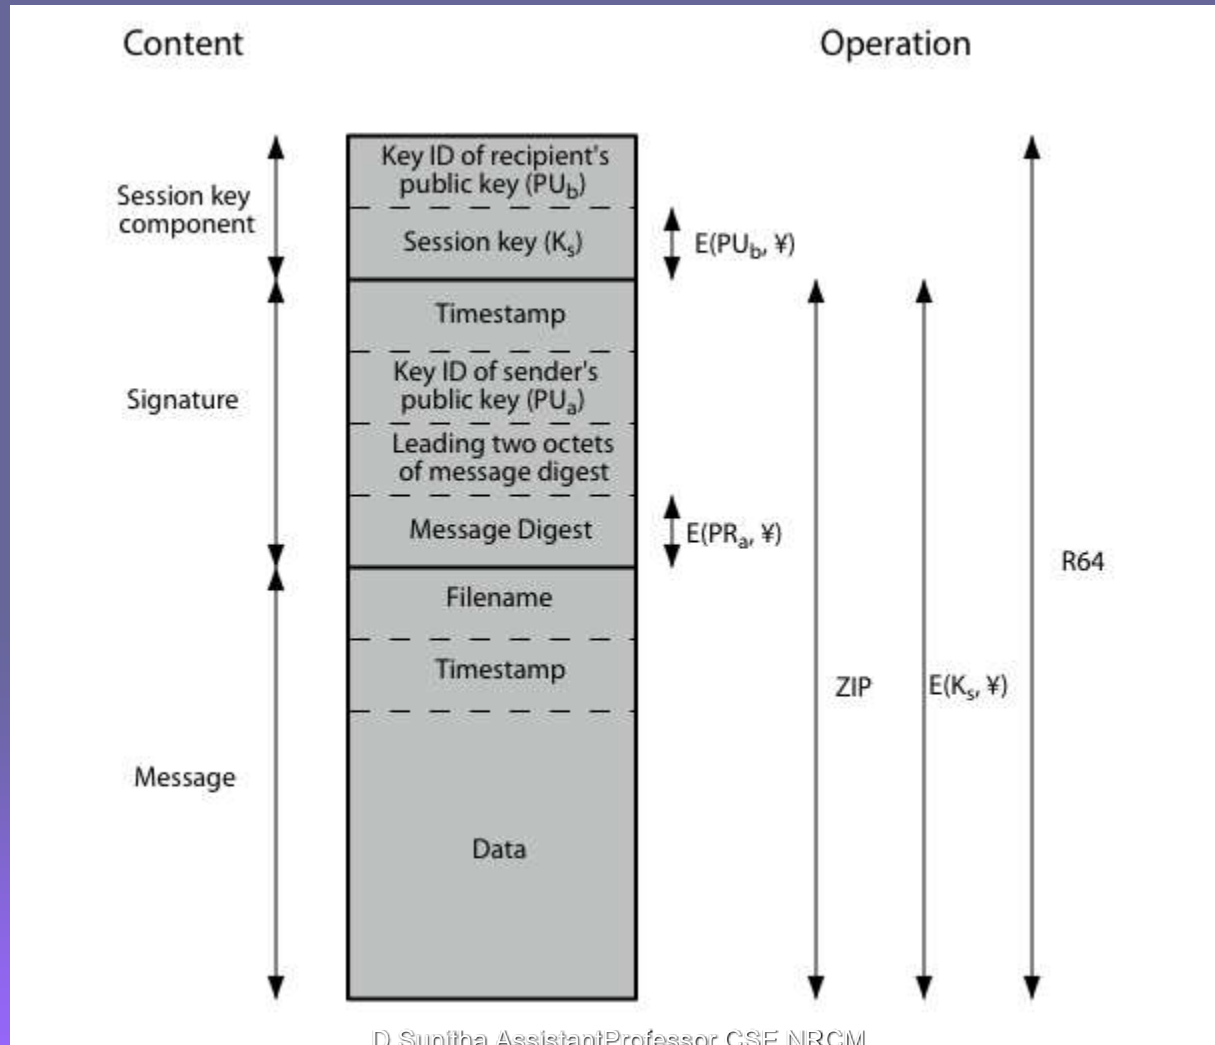 Content
Operation
Session key
component
Key ID of recipient's
public key (PUb)
Session key (Ks)
E(PUb, ¥)
Signature
Timestamp
Key ID of sender's
public key (PUa)
Leading two octets
of message digest
Message Digest
E(PRa, ¥)
Message
Filename
Timestamp
Data
ZIP
E(Ks, ¥)
R64
D Sunitha AssistantProfessor CSE NRCM